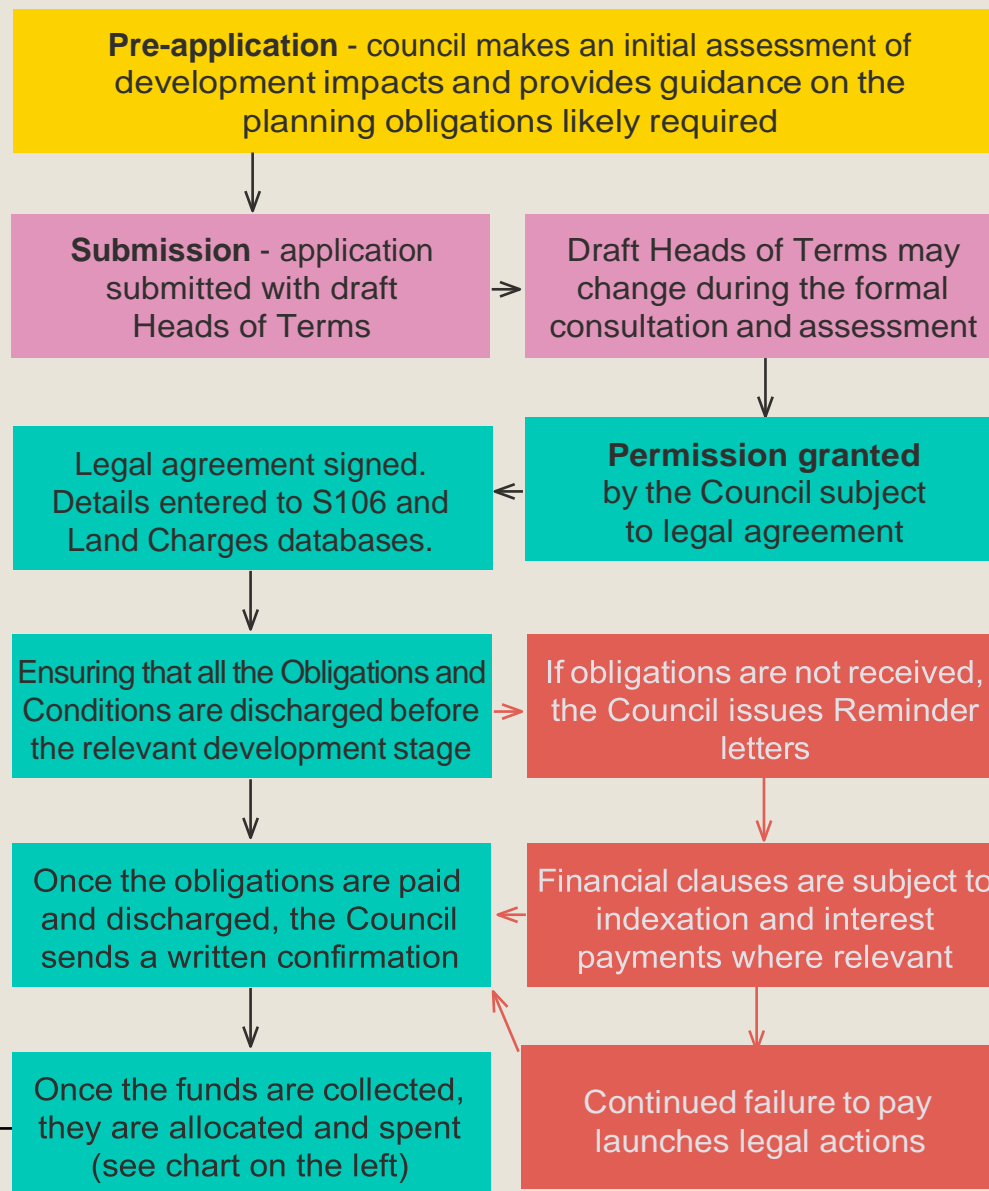 Pre-application - council makes an initial assessment of
development impacts and provides guidance on the
planning obligations likely required
Submission - application
submitted with draft
Heads of Terms
Draft Heads of Terms may
change during the formal
consultation and assessment
Permission granted
by the Council subject
to legal agreement
Legal agreement signed.
Details entered to S106 and
Land Charges databases.
Ensuring that all the Obligations and
Conditions are discharged before
the relevant development stage
If obligations are not received,
the Council issues Reminder
letters
Financial clauses are subject to
indexation and interest
payments where relevant
Once the obligations are paid
and discharged, the Council
sends a written confirmation
Continued failure to pay
launches legal actions
Once the funds are collected,
they are allocated and spent
(see chart on the left)